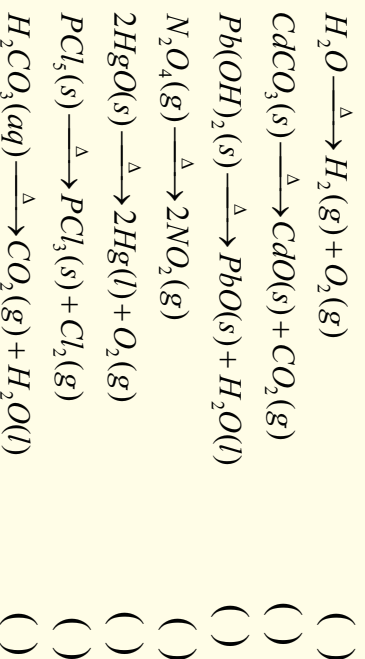 H₂O —Δ→ H₂(g) + O₂(g) ( )
CdCO₃(s) —Δ→ CdO(s) + CO₂(g) ( )
Pb(OH)₂(s) —Δ→ PbO(s) + H₂O(l) ( )
N₂O₄(g) —Δ→ 2NO₂(g) ( )
2HgO(s) —Δ→ 2Hg(l) + O₂(g) ( )
PCl₅(s) —Δ→ PCl₃(s) + Cl₂(g) ( )
H₂CO₃(aq) —Δ→ CO₂(g) + H₂O(l) ( )